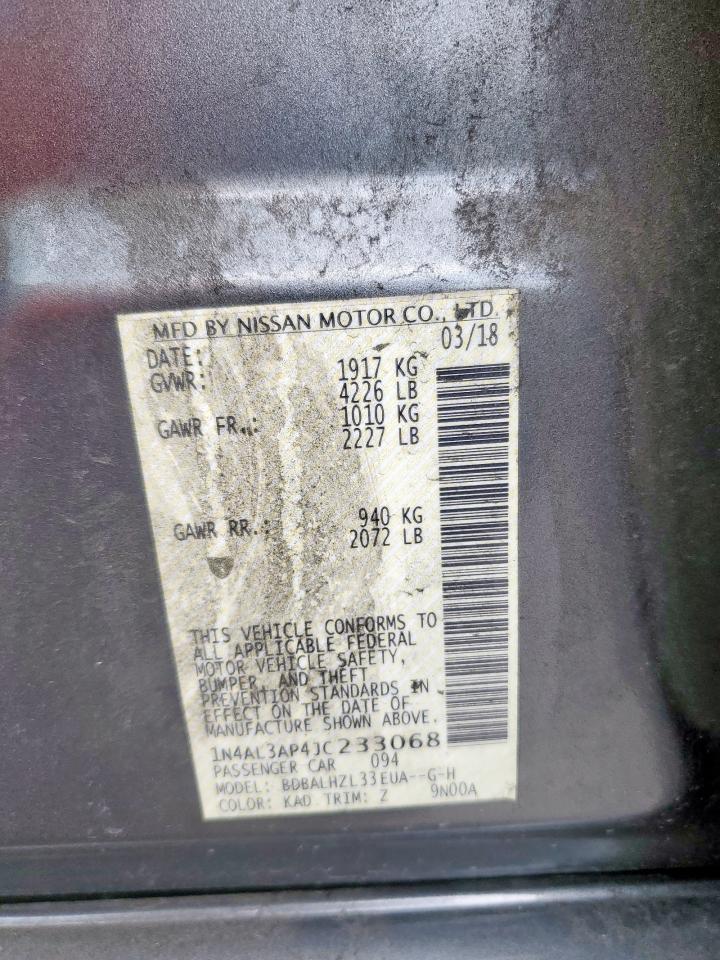 MFD BY NISSAN MOTOR CO., LTD.
DATE: 03/18
GVWR: 1917 KG
4226 LB
GAWR FR.: 1010 KG
2227 LB
GAWR RR.: 940 KG
2072 LB
THIS VEHICLE CONFORMS TO
ALL APPLICABLE FEDERAL
MOTOR VEHICLE SAFETY,
BUMPER, AND THEFT
PREVENTION STANDARDS IN
EFFECT ON THE DATE OF
MANUFACTURE SHOWN ABOVE.
1N4AL3AP4JC233068
PASSENGER CAR 094
MODEL: BDBALHZL33EUA--G-H
COLOR: KAD TRIM: Z 9N00A